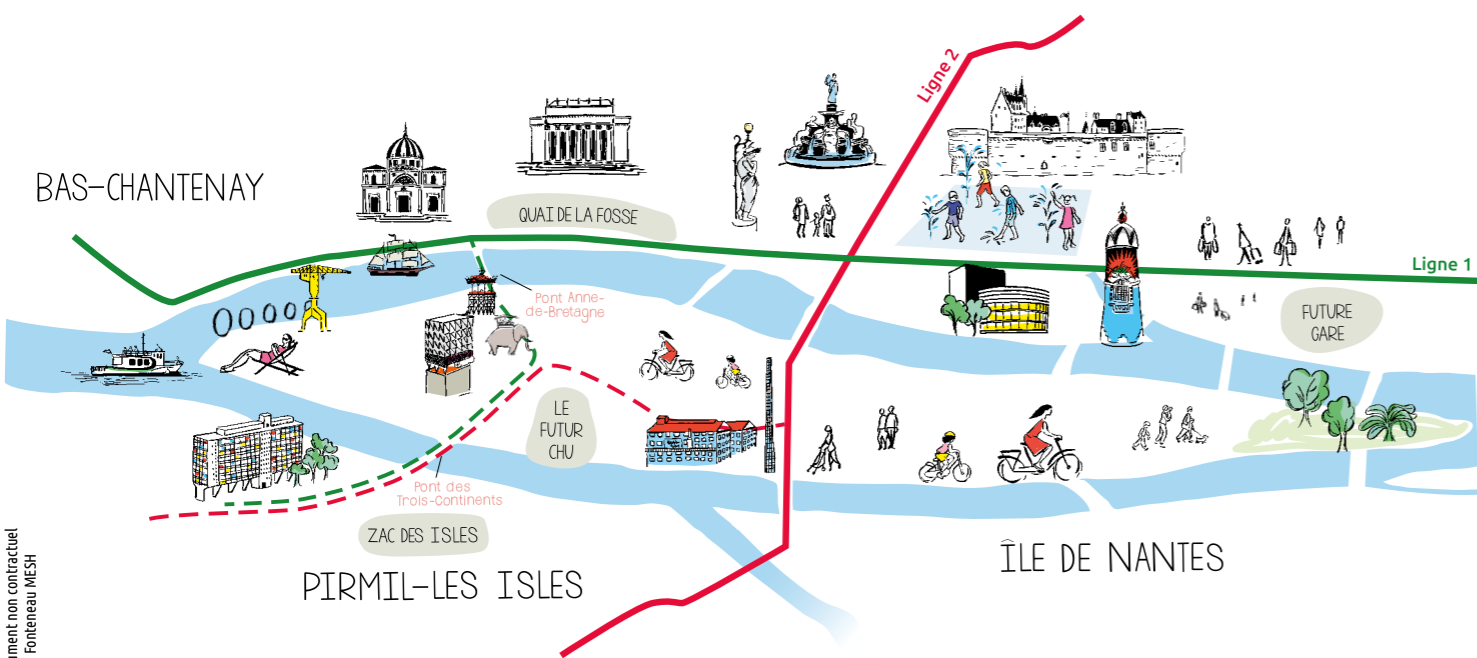 Ligne 2
BAS-CHANTENAY
QUAI DE LA FOSSE
Ligne 1
Pont Anne-
de-Bretagne
FUTURE
GARE
LE
FUTUR
CHU
Pont des
Trois-Continents
ZAC DES ISLES
PIRMIL-LES ISLES
ÎLE DE NANTES
non contractuel
Fonteneau MESH